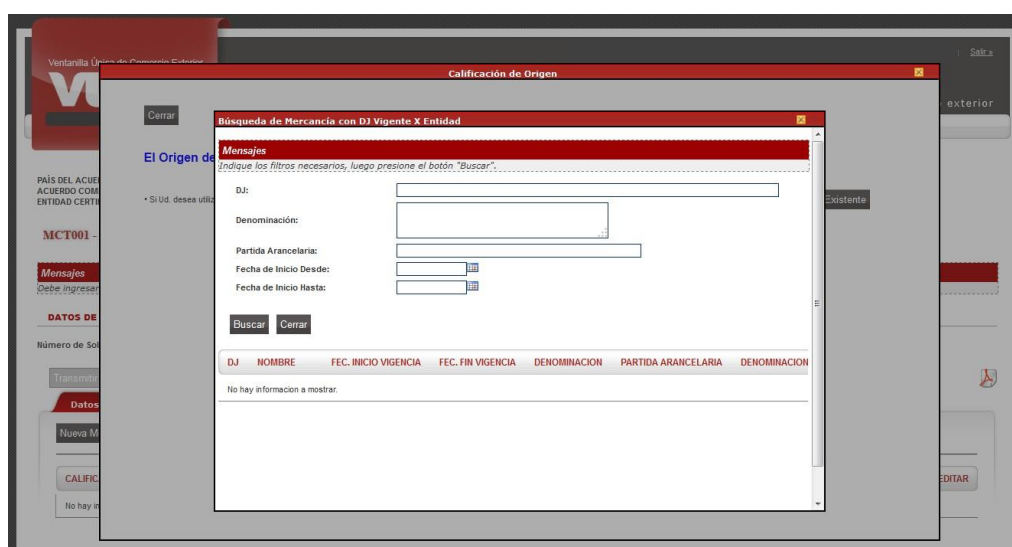 Ventanilla Única de Comercio Exterior
Salir »
VU
exterior
Calificación de Origen
Cerrar
El Origen de
PAÍS DEL ACUE
ACUERDO COM
ENTIDAD CERTI
• Si Ud. desea utiliz
Existente
MCT001 -
Mensajes
Debe ingresar
DATOS DE
Número de Sol
Transmitir
Datos
Nueva M
CALIFIC
EDITAR
No hay in
Búsqueda de Mercancía con DJ Vigente X Entidad
Mensajes
Indique los filtros necesarios, luego presione el botón "Buscar".
DJ:
Denominación:
Partida Arancelaria:
Fecha de Inicio Desde:
Fecha de Inicio Hasta:
Buscar Cerrar
DJ NOMBRE FEC. INICIO VIGENCIA FEC. FIN VIGENCIA DENOMINACION PARTIDA ARANCELARIA DENOMINACION
No hay informacion a mostrar.